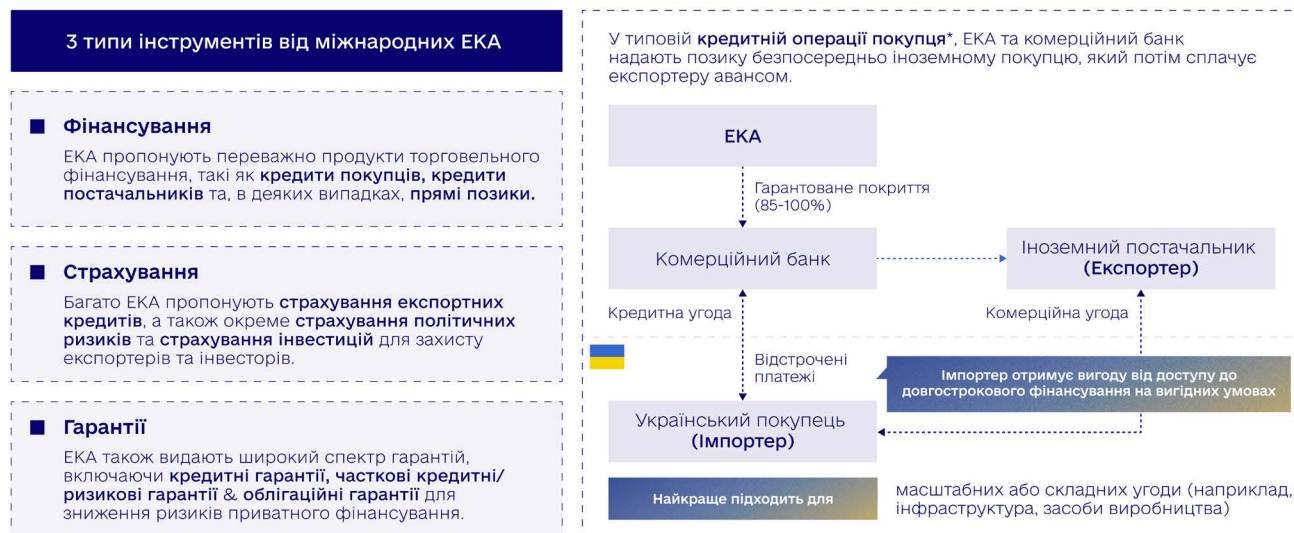 3 типи інструментів від міжнародних ЕКА
■ Фінансування
ЕКА пропонують переважно продукти торговельного
фінансування, такі як кредити покупців, кредити
постачальників та, в деяких випадках, прямі позики.
■ Страхування
Багато ЕКА пропонують страхування експортних
кредитів, а також окреме страхування політичних
ризиків та страхування інвестицій для захисту
експортерів та інвесторів.
■ Гарантії
ЕКА також видають широкий спектр гарантій,
включаючи кредитні гарантії, часткові кредитні/
ризикові гарантії & облігаційні гарантії для
зниження ризиків приватного фінансування.
У типовій кредитній операції покупця*, ЕКА та комерційний банк
надають позику безпосередньо іноземному покупцю, який потім сплачує
експортеру авансом.
ЕКА
Гарантоване покриття
(85-100%)
Комерційний банк
Іноземний постачальник
(Експортер)
Кредитна угода
Комерційна угода
Відстрочені
платежі
Імпортер отримує вигоду від доступу до
довгострокового фінансування на вигідних умовах
Український покупець
(Імпортер)
Найкраще підходить для
масштабних або складних угоди (наприклад,
інфраструктура, засоби виробництва)